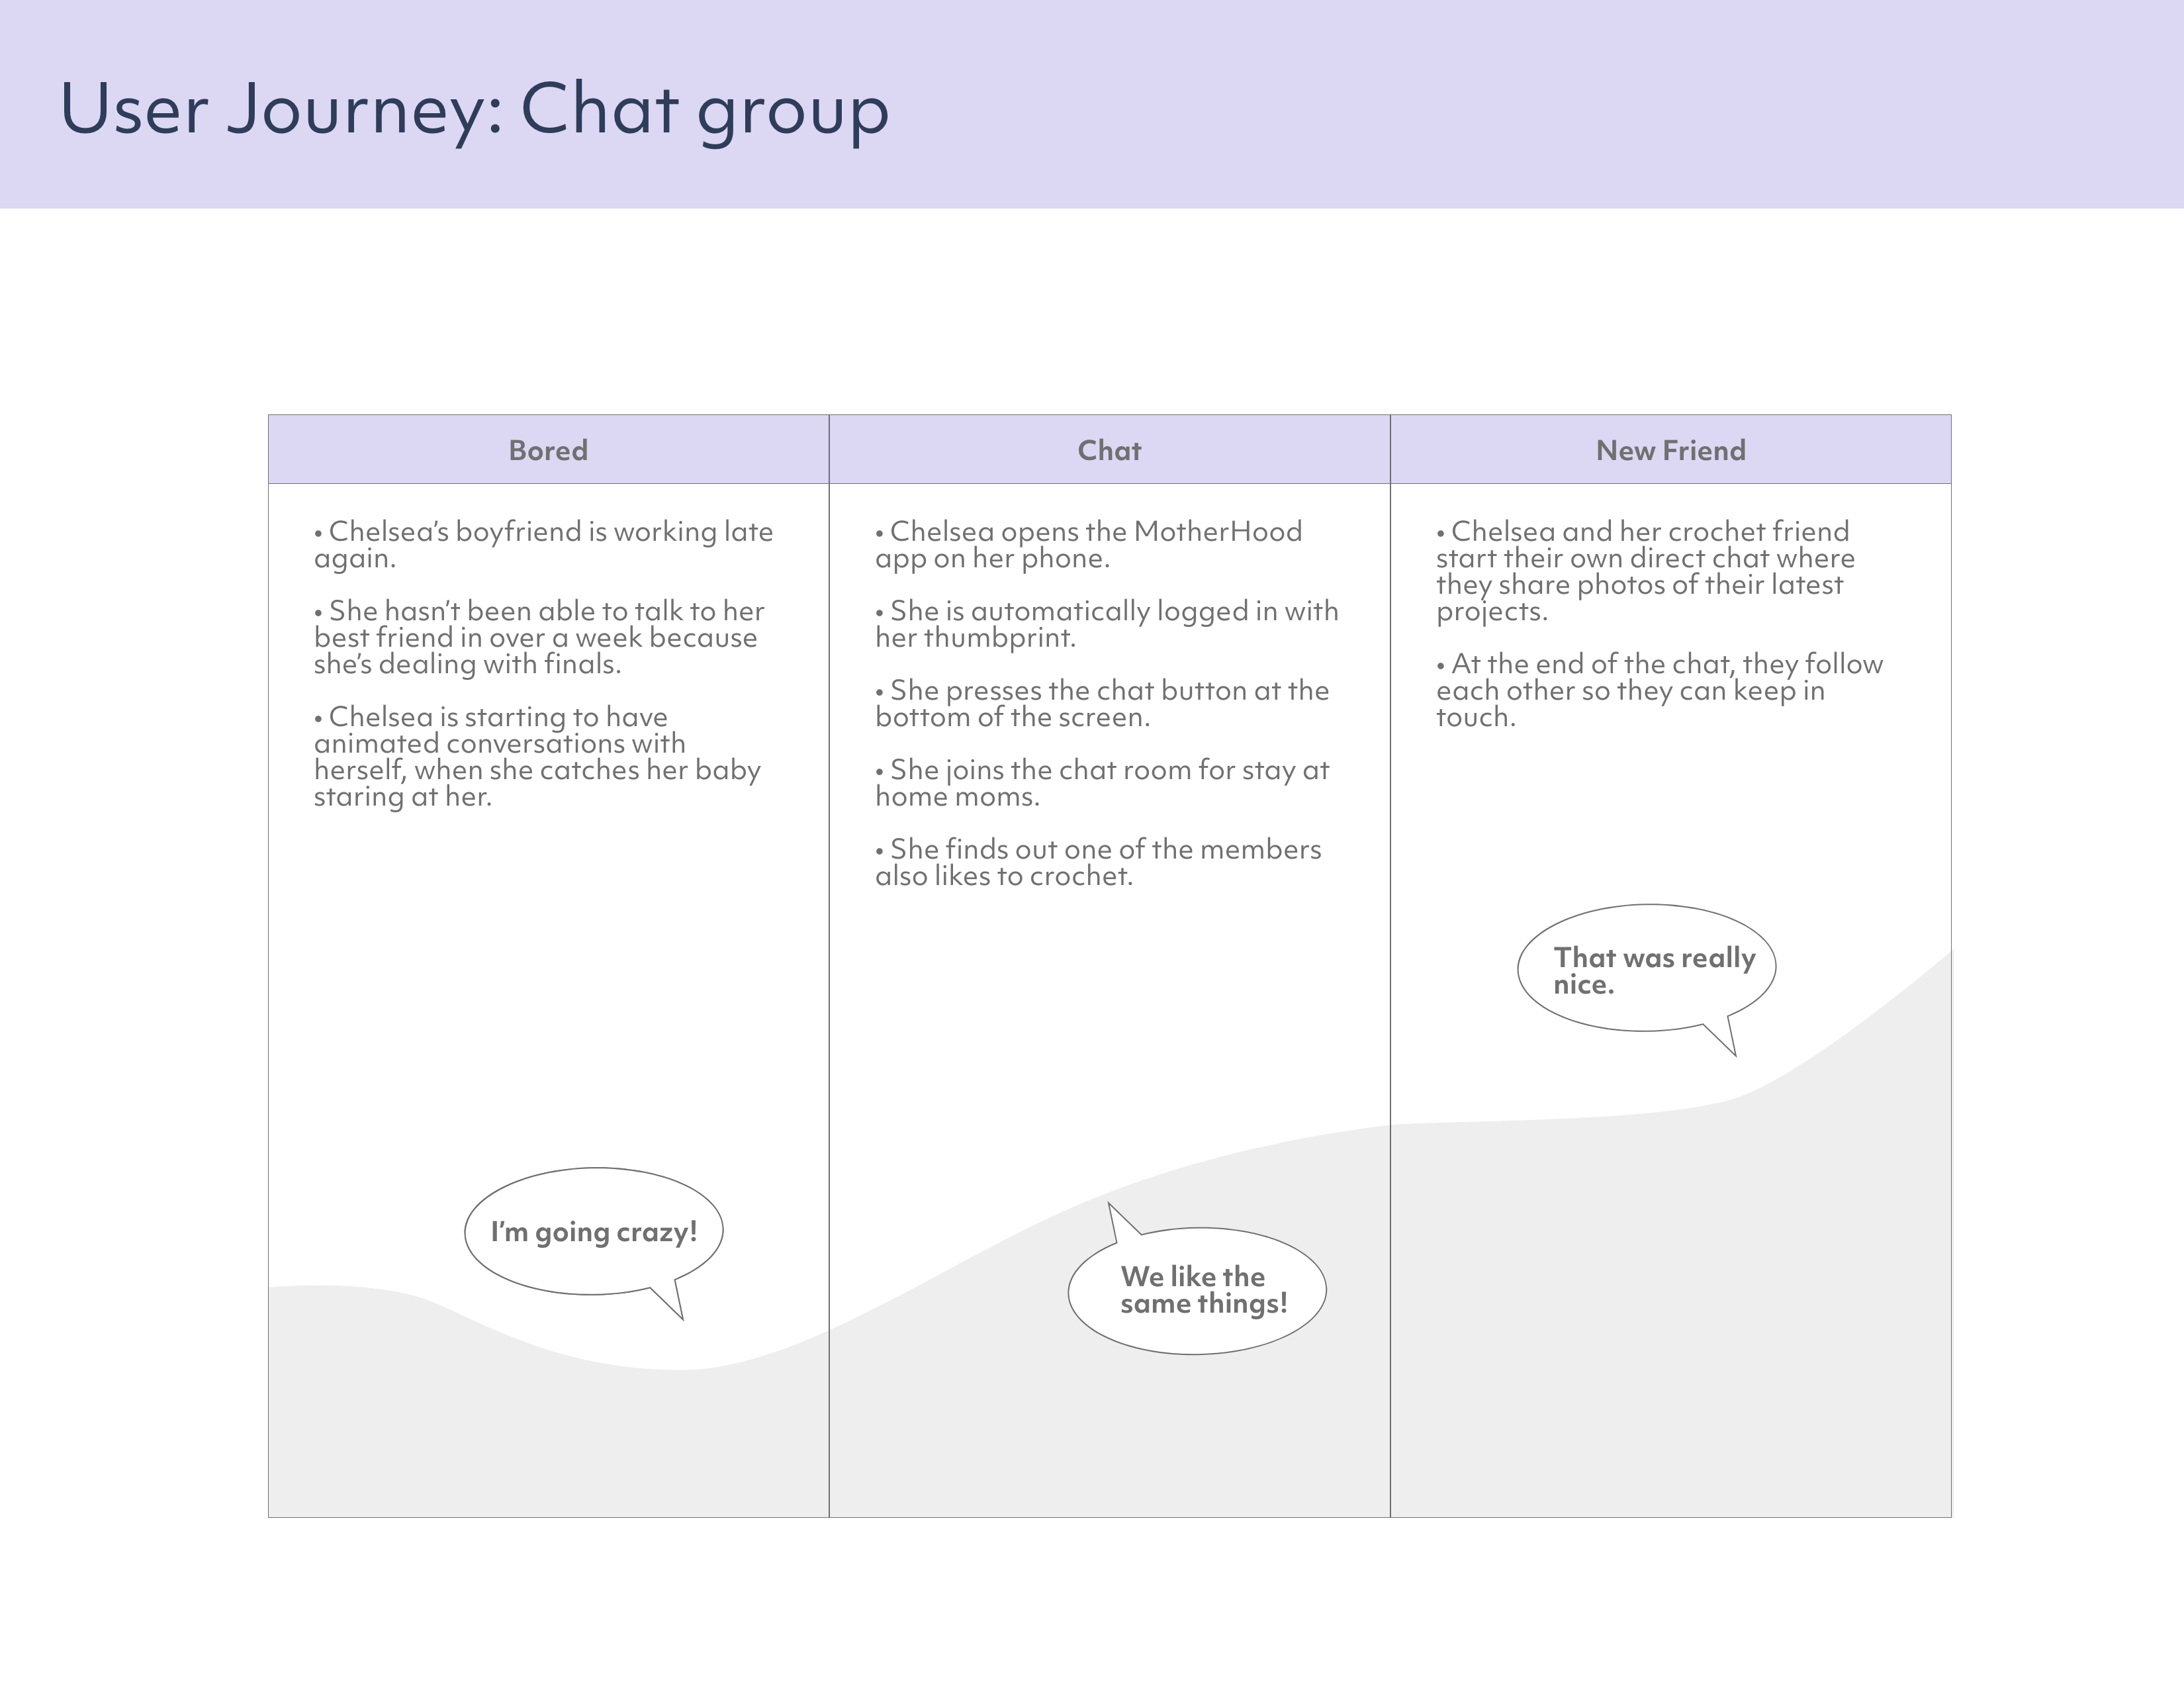 User Journey: Chat group
Bored
• Chelsea’s boyfriend is working late
again.
• She hasn’t been able to talk to her
best friend in over a week because
she’s dealing with finals.
• Chelsea is starting to have
animated conversations with
herself, when she catches her baby
staring at her.
I’m going crazy!
Chat
• Chelsea opens the MotherHood
app on her phone.
• She is automatically logged in with
her thumbprint.
• She presses the chat button at the
bottom of the screen.
• She joins the chat room for stay at
home moms.
• She finds out one of the members
also likes to crochet.
We like the
same things!
New Friend
• Chelsea and her crochet friend
start their own direct chat where
they share photos of their latest
projects.
• At the end of the chat, they follow
each other so they can keep in
touch.
That was really
nice.